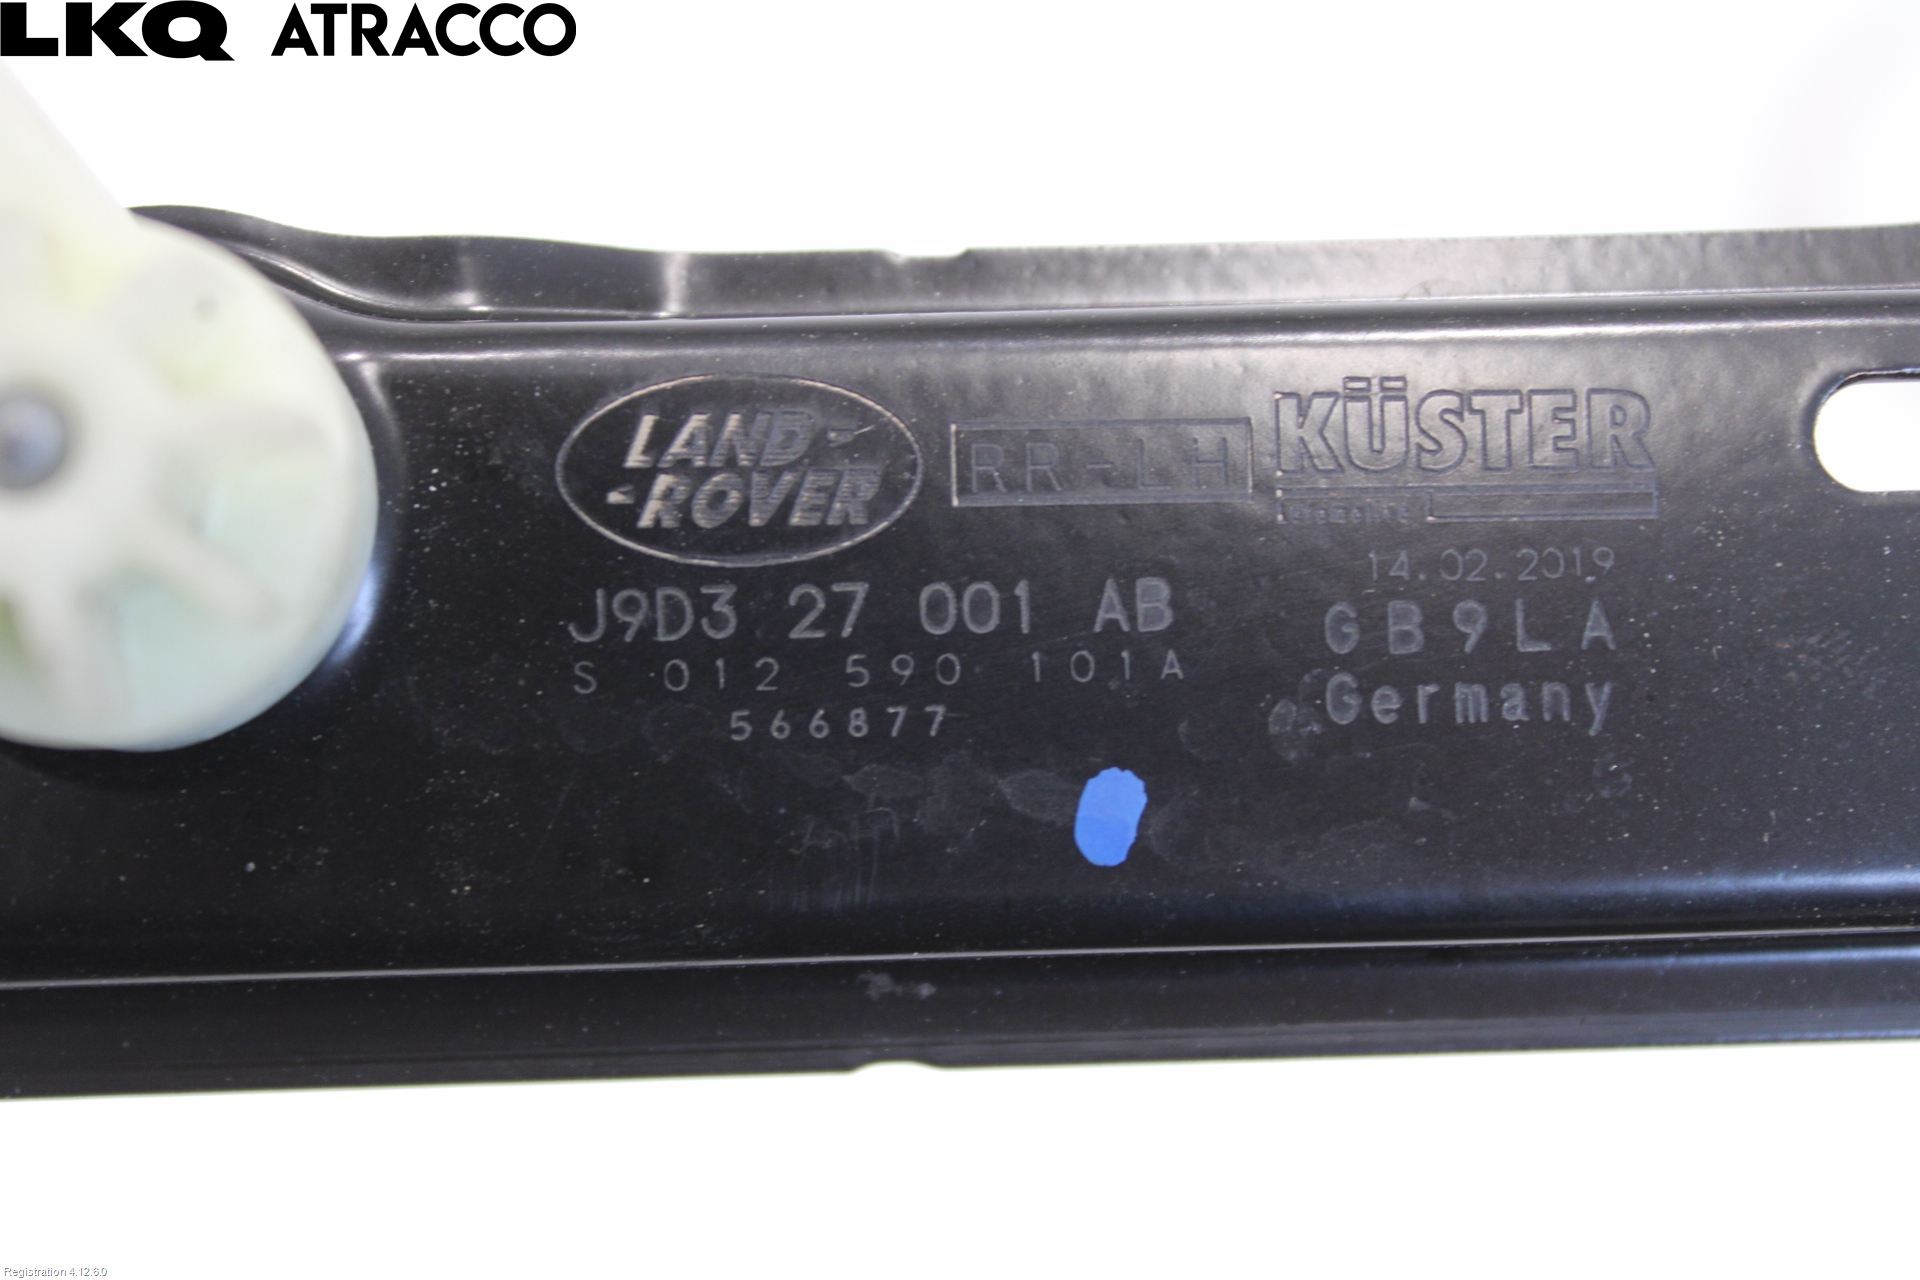 LKQ ATRACCO
LAND-
-ROVER
RR-LH
KÜSTER
14.02.2019
J9D3 27 001 AB
GB9LA
S 012 590 101A
Germany
566877
Registration 4.12.6.0